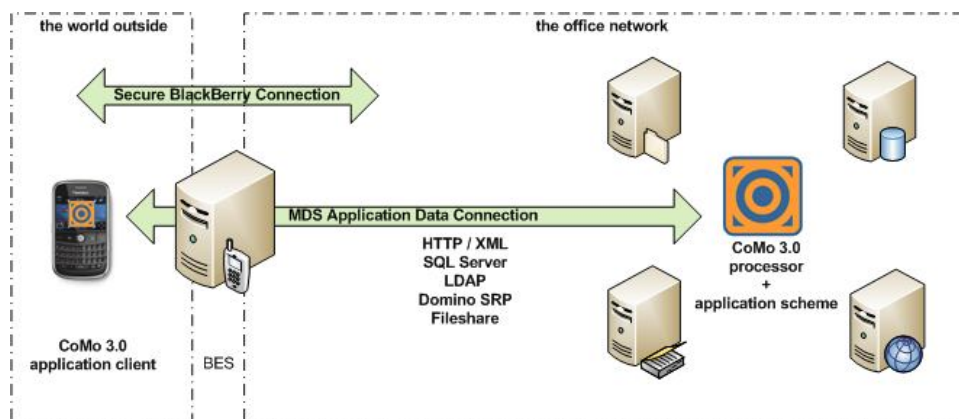 the world outside
the office network
Secure BlackBerry Connection
MDS Application Data Connection
HTTP / XML
SQL Server
LDAP
Domino SRP
Fileshare
CoMo 3.0
processor
+
application scheme
CoMo 3.0
application client
BES